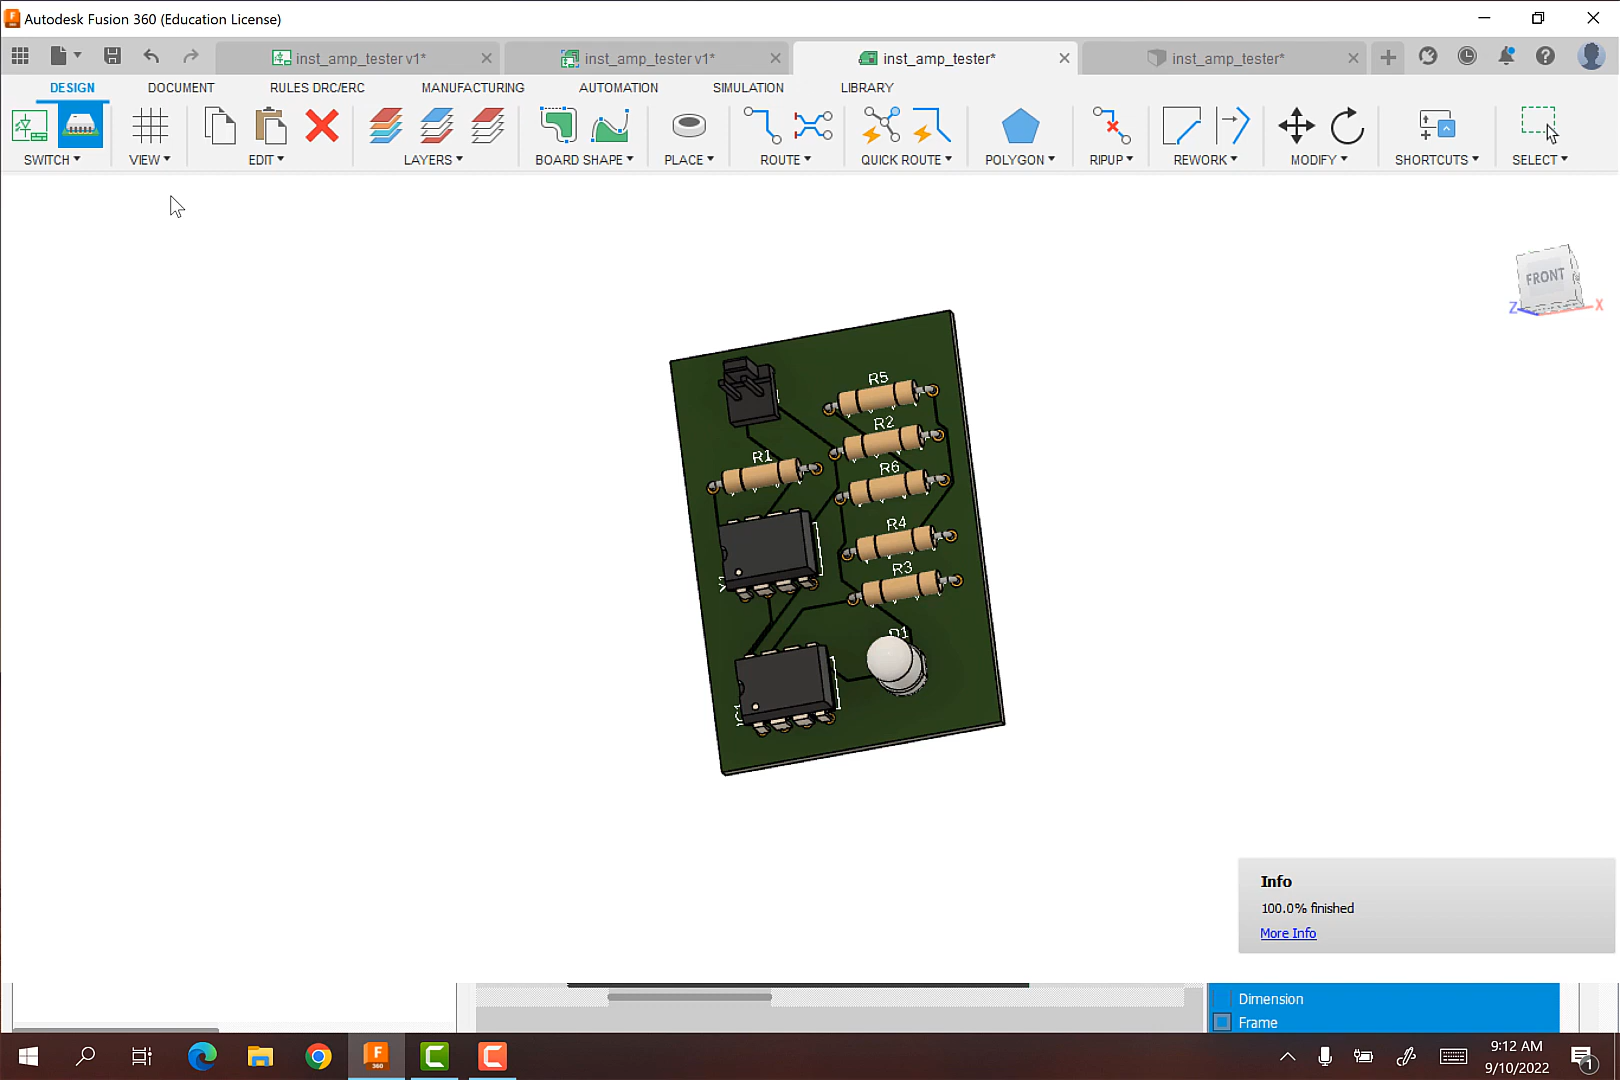 Autodesk Fusion 360 (Education License)
inst_amp_tester v1*
inst_amp_tester v1*
inst_amp_tester*
inst_amp_tester*
DESIGN
DOCUMENT
RULES DRC/ERC
MANUFACTURING
AUTOMATION
SIMULATION
LIBRARY
SWITCH
VIEW
EDIT
LAYERS
BOARD SHAPE
PLACE
ROUTE
QUICK ROUTE
POLYGON
RIPUP
REWORK
MODIFY
SHORTCUTS
SELECT
FRONT
Z
X
R5
R2
R1
R6
R4
R3
D1
Info
100.0% finished
More Info
Dimension
Frame
F
360
9:12 AM
9/10/2022
1